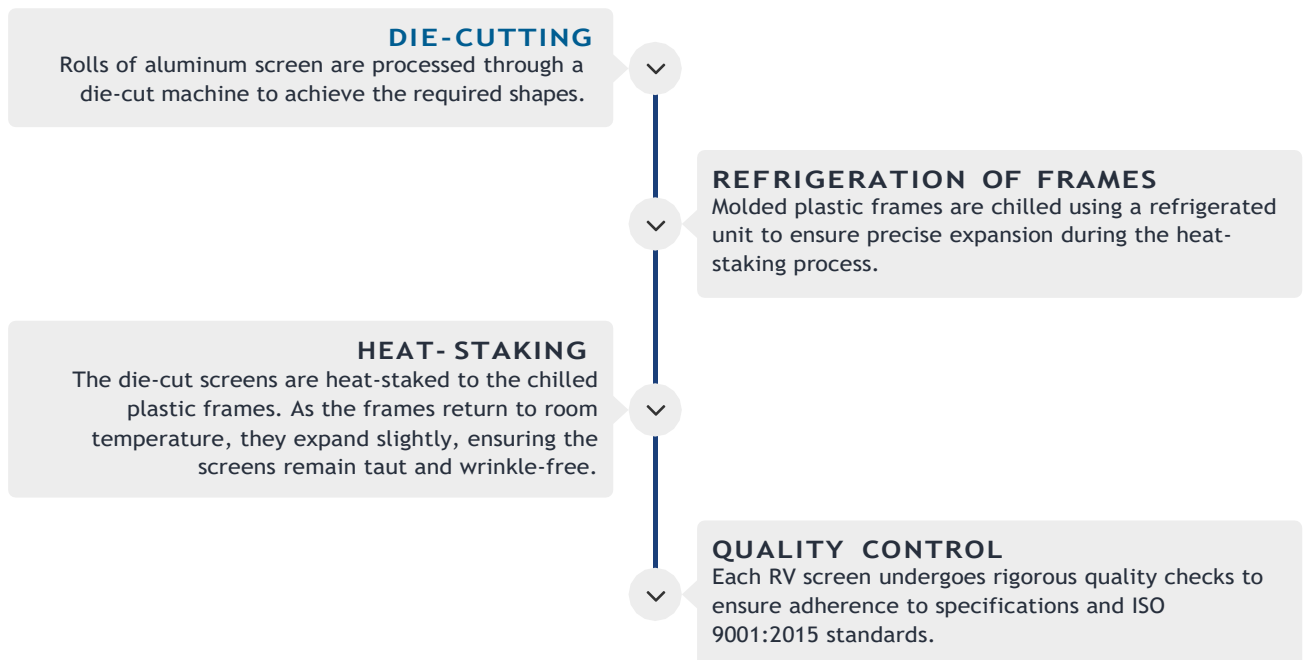 DIE-CUTTING
Rolls of aluminum screen are processed through a
die-cut machine to achieve the required shapes.
REFRIGERATION OF FRAMES
Molded plastic frames are chilled using a refrigerated
unit to ensure precise expansion during the heat-
staking process.
HEAT- STAKING
The die-cut screens are heat-staked to the chilled
plastic frames. As the frames return to room
temperature, they expand slightly, ensuring the
screens remain taut and wrinkle-free.
QUALITY CONTROL
Each RV screen undergoes rigorous quality checks to
ensure adherence to specifications and ISO
9001:2015 standards.